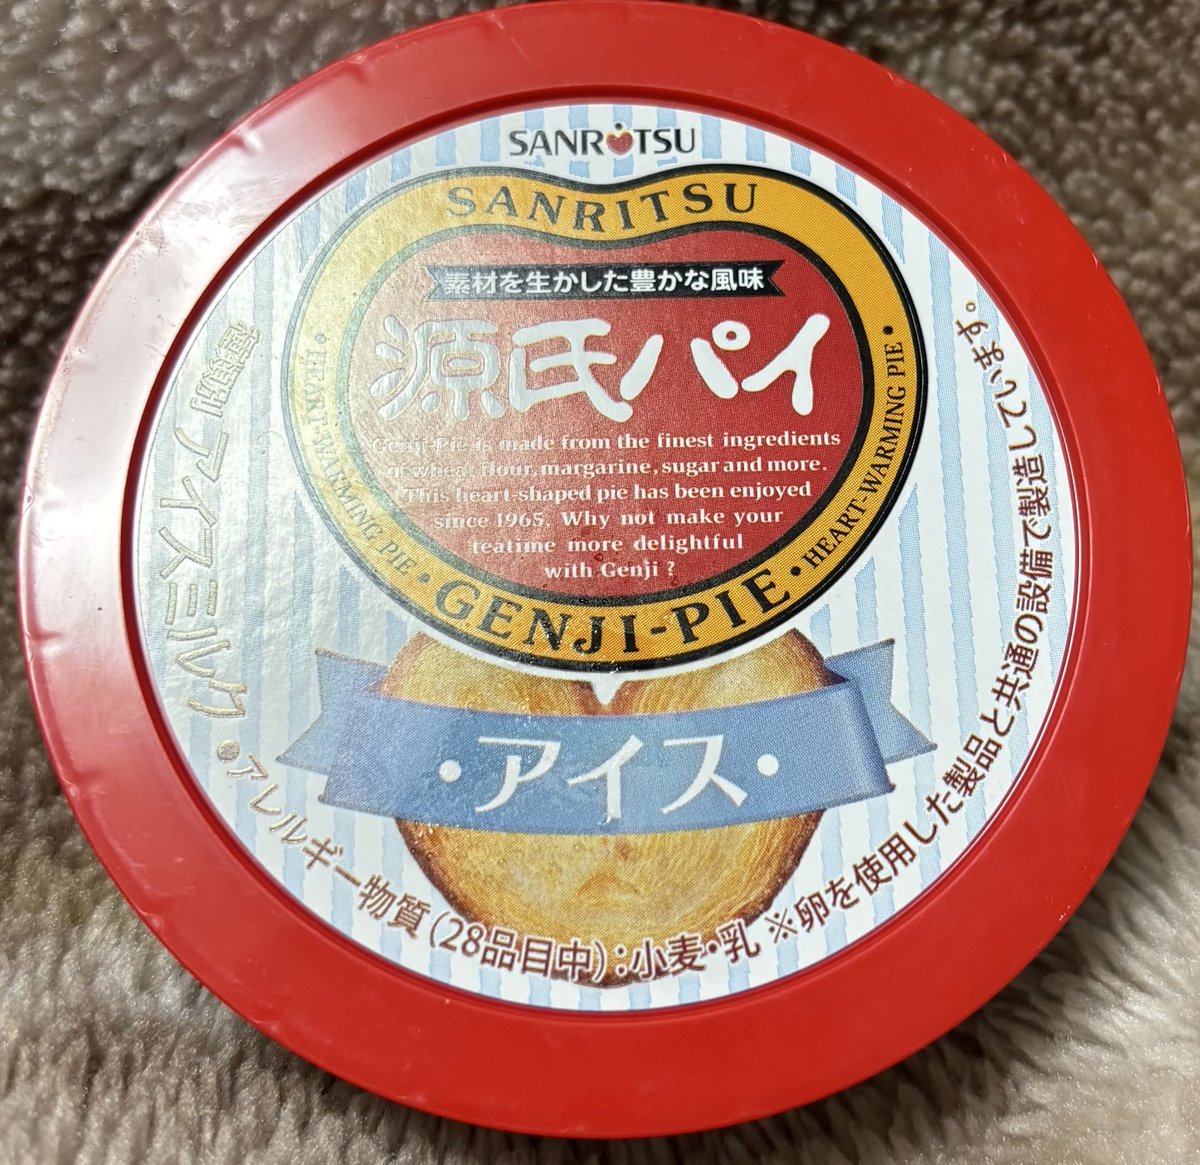 SANRITSU
SANRITSU
素材を生かした豊かな風味
源氏パイ
Genji-Pie is made from the finest ingredients
of wheat flour, margarine, sugar and more.
This heart-shaped pie has been enjoyed
since 1965. Why not make your
teatime more delightful
with Genji ?
• HEART-WARMING PIE •
GENJI-PIE
• HEART-WARMING PIE •
・アイス・
種類別 アイスミルク ●アレルギー物質(28品目中):小麦・乳 ※卵を使用した製品と共通の設備で製造しています。